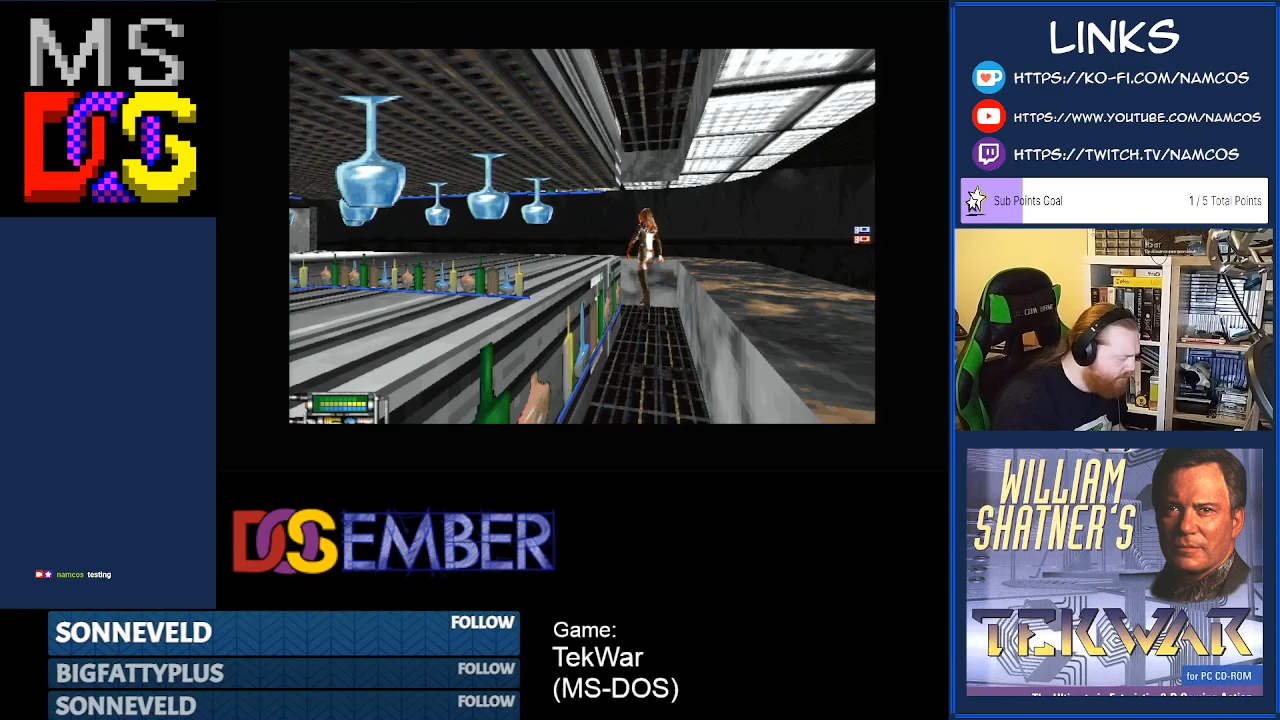 MS
DOS
LINKS
HTTPS://KO-FI.COM/NAMCOS
HTTPS://WWW.YOUTUBE.COM/NAMCOS
HTTPS://TWITCH.TV/NAMCOS
Sub Points Goal
1 / 5 Total Points
WILLIAM
SHATNER'S
TEKWAR
for PC CD-ROM
DOSEMBER
namcos testing
SONNEVELD
FOLLOW
BIGFATTYPLUS
FOLLOW
SONNEVELD
FOLLOW
Game:
TekWar
(MS-DOS)